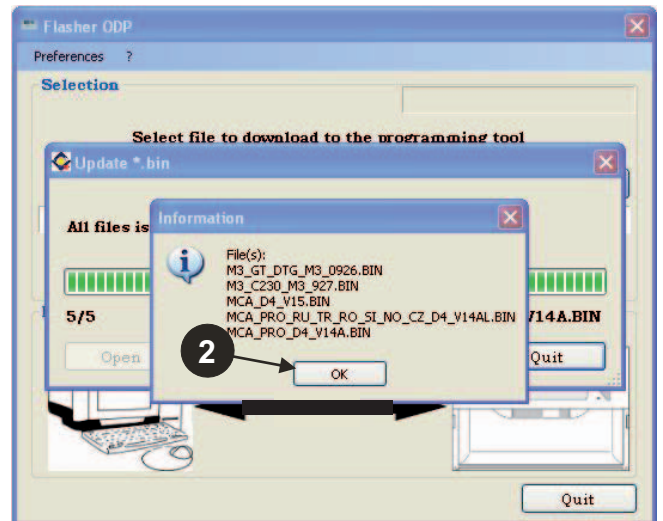 Flasher ODP
Preferences ?
Selection
Select file to download to the programming tool
Update *.bin
All files is
Information
File(s):
M3_GT_DTG_M3_0926.BIN
M3_C230_M3_927.BIN
MCA_D4_V15.BIN
MCA_PRO_RU_TR_RO_SI_NO_CZ_D4_V14AL.BIN
MCA_PRO_D4_V14A.BIN
5/5
V14A.BIN
Open
2
OK
Quit
Quit